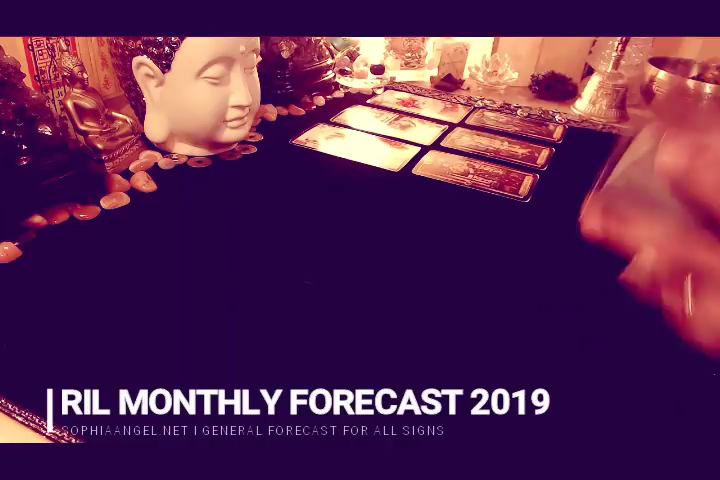 RIL MONTHLY FORECAST 2019
SOPHIAANGEL.NET | GENERAL FORECAST FOR ALL SIGNS